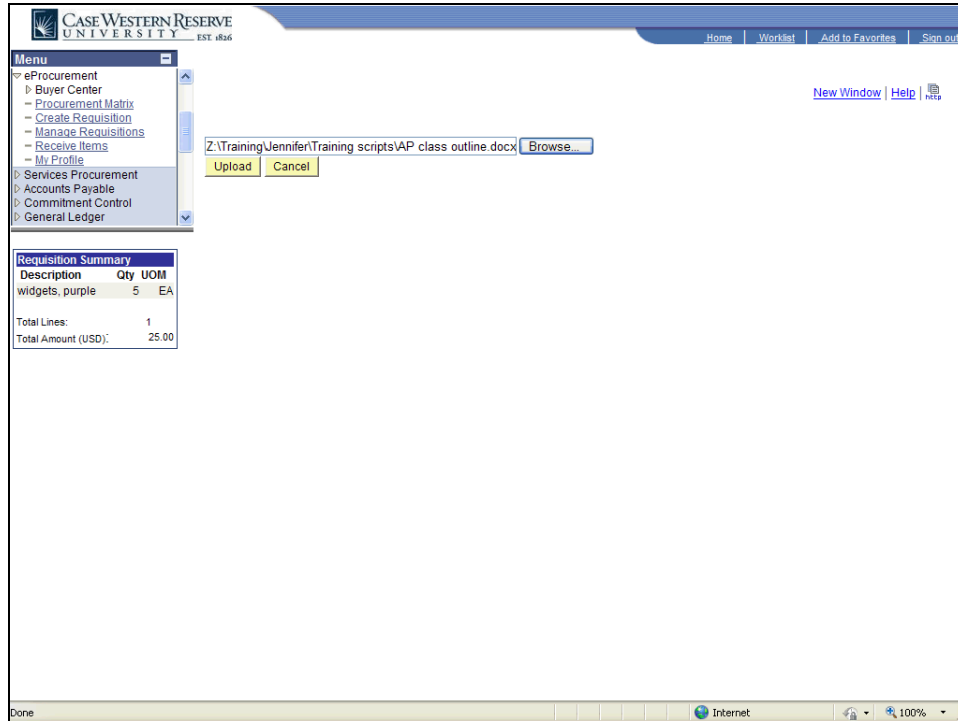 CASE WESTERN RESERVE
UNIVERSITY EST. 1826
Home Worklist Add to Favorites Sign out
Menu
eProcurement
Buyer Center
Procurement Matrix
Create Requisition
Manage Requisitions
Receive Items
My Profile
Services Procurement
Accounts Payable
Commitment Control
General Ledger
New Window | Help | http
Z:\Training\Jennifer\Training scripts\AP class outline.docx Browse...
Upload Cancel
Requisition Summary
Description Qty UOM
widgets, purple 5 EA
Total Lines: 1
Total Amount (USD): 25.00
Done Internet 100%